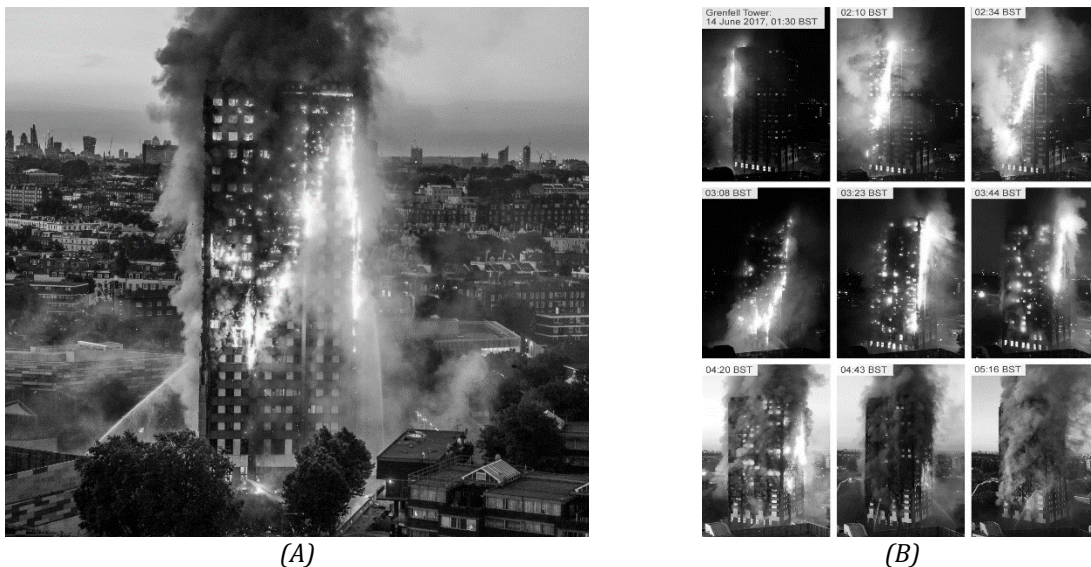 Grenfell Tower:
14 June 2017, 01:30 BST
02:10 BST
02:34 BST
03:08 BST
03:23 BST
03:44 BST
04:20 BST
04:43 BST
05:16 BST
(A)
(B)